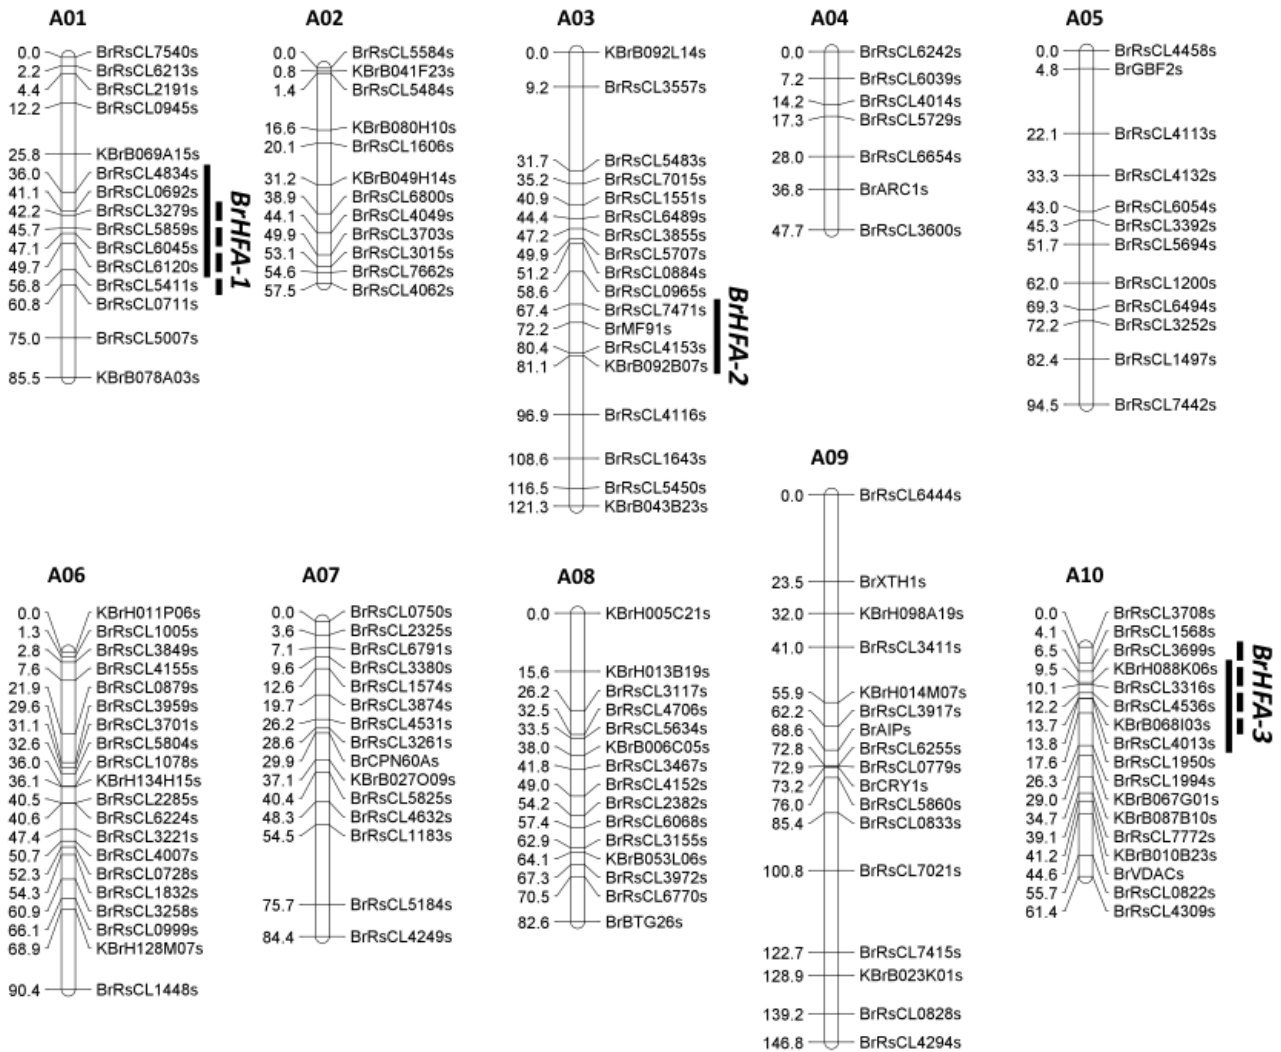 A01
0.0 BrRsCL7540s
2.2 BrRsCL6213s
4.4 BrRsCL2191s
12.2 BrRsCL0945s
25.8 KBrB069A15s
36.0 BrRsCL4834s
41.1 BrRsCL0692s
42.2 BrRsCL3279s
45.7 BrRsCL5859s
47.1 BrRsCL6045s
49.7 BrRsCL6120s
56.8 BrRsCL5411s
60.8 BrRsCL0711s
75.0 BrRsCL5007s
85.5 KBrB078A03s
BrHFA-1
A02
0.0 BrRsCL5584s
0.8 KBrB041F23s
1.4 BrRsCL5484s
16.6 KBrB080H10s
20.1 BrRsCL1606s
31.2 KBrB049H14s
38.9 BrRsCL6800s
44.1 BrRsCL4049s
49.9 BrRsCL3703s
53.1 BrRsCL3015s
54.6 BrRsCL7662s
57.5 BrRsCL4062s
A03
0.0 KBrB092L14s
9.2 BrRsCL3557s
31.7 BrRsCL5483s
35.2 BrRsCL7015s
40.9 BrRsCL1551s
44.4 BrRsCL6489s
47.2 BrRsCL3855s
49.9 BrRsCL5707s
51.2 BrRsCL0884s
58.6 BrRsCL0965s
67.4 BrRsCL7471s
72.2 BrMF91s
80.4 BrRsCL4153s
81.1 KBrB092B07s
96.9 BrRsCL4116s
108.6 BrRsCL1643s
116.5 BrRsCL5450s
121.3 KBrB043B23s
BrHFA-2
A04
0.0 BrRsCL6242s
7.2 BrRsCL6039s
14.2 BrRsCL4014s
17.3 BrRsCL5729s
28.0 BrRsCL6654s
36.8 BrARC1s
47.7 BrRsCL3600s
A05
0.0 BrRsCL4458s
4.8 BrGBF2s
22.1 BrRsCL4113s
33.3 BrRsCL4132s
43.0 BrRsCL6054s
45.3 BrRsCL3392s
51.7 BrRsCL5694s
62.0 BrRsCL1200s
69.3 BrRsCL6494s
72.2 BrRsCL3252s
82.4 BrRsCL1497s
94.5 BrRsCL7442s
A06
0.0 KBrH011P06s
1.3 BrRsCL1005s
2.8 BrRsCL3849s
7.6 BrRsCL4155s
21.9 BrRsCL0879s
29.6 BrRsCL3959s
31.1 BrRsCL3701s
32.6 BrRsCL5804s
36.0 BrRsCL1078s
36.1 KBrH134H15s
40.5 BrRsCL2285s
40.6 BrRsCL6224s
47.4 BrRsCL3221s
50.7 BrRsCL4007s
52.3 BrRsCL0728s
54.3 BrRsCL1832s
60.9 BrRsCL3258s
66.1 BrRsCL0999s
68.9 KBrH128M07s
90.4 BrRsCL1448s
A07
0.0 BrRsCL0750s
3.6 BrRsCL2325s
7.1 BrRsCL6791s
9.6 BrRsCL3380s
12.6 BrRsCL1574s
19.7 BrRsCL3874s
26.2 BrRsCL4531s
28.6 BrRsCL3261s
29.9 BrCPN60As
37.1 KBrB027O09s
40.4 BrRsCL5825s
48.3 BrRsCL4632s
54.5 BrRsCL1183s
75.7 BrRsCL5184s
84.4 BrRsCL4249s
A08
0.0 KBrH005C21s
15.6 KBrH013B19s
26.2 BrRsCL3117s
32.5 BrRsCL4706s
33.5 BrRsCL5634s
38.0 KBrB006C05s
41.8 BrRsCL3467s
49.0 BrRsCL4152s
54.2 BrRsCL2382s
57.4 BrRsCL6068s
62.9 BrRsCL3155s
64.1 KBrB053L06s
67.3 BrRsCL3972s
70.5 BrRsCL6770s
82.6 BrBTG26s
A09
0.0 BrRsCL6444s
23.5 BrXTH1s
32.0 KBrH098A19s
41.0 BrRsCL3411s
55.9 KBrH014M07s
62.2 BrRsCL3917s
68.6 BrAIPs
72.8 BrRsCL6255s
72.9 BrRsCL0779s
73.2 BrCRY1s
76.0 BrRsCL5860s
85.4 BrRsCL0833s
100.8 BrRsCL7021s
122.7 BrRsCL7415s
128.9 KBrB023K01s
139.2 BrRsCL0828s
146.8 BrRsCL4294s
A10
0.0 BrRsCL3708s
4.1 BrRsCL1568s
6.5 BrRsCL3699s
9.5 KBrH088K06s
10.1 BrRsCL3316s
12.2 BrRsCL4536s
13.7 KBrB068I03s
13.8 BrRsCL4013s
17.6 BrRsCL1950s
26.3 BrRsCL1994s
29.0 KBrB067G01s
34.7 KBrB087B10s
39.1 BrRsCL7772s
41.2 KBrB010B23s
44.6 BrVDACs
55.7 BrRsCL0822s
61.4 BrRsCL4309s
BrHFA-3